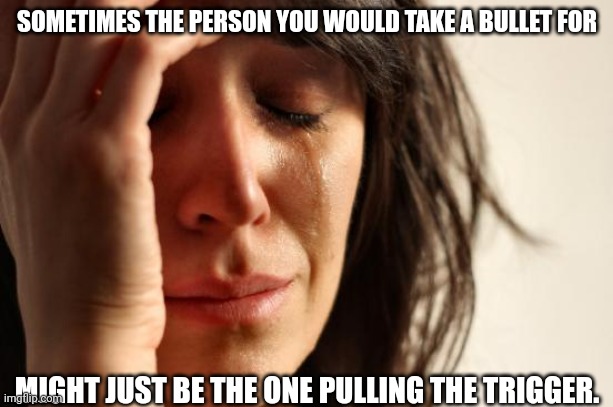 SOMETIMES THE PERSON YOU WOULD TAKE A BULLET FOR
MIGHT JUST BE THE ONE PULLING THE TRIGGER.
imgflip.com